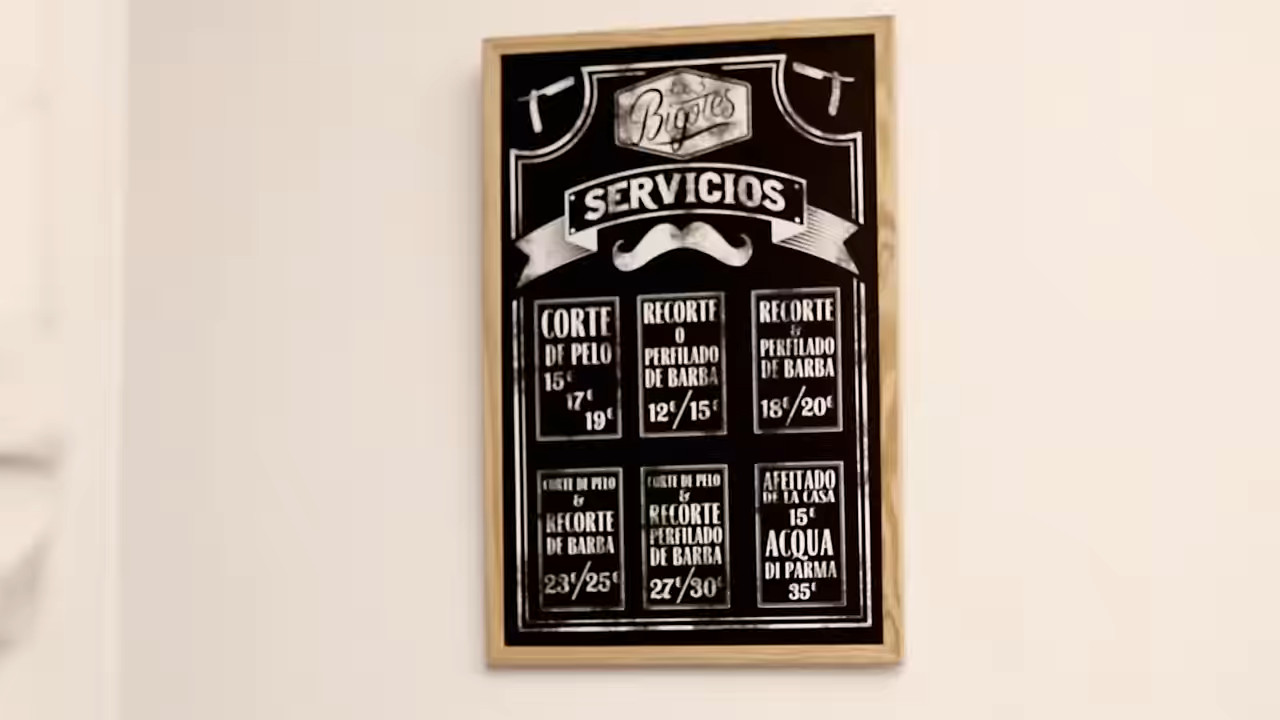 Bigotes
SERVICIOS
CORTE
DE PELO
15€
17€
19€
RECORTE
O
PERFILADO
DE BARBA
12€/15€
RECORTE
&
PERFILADO
DE BARBA
18€/20€
CORTE DE PELO
&
RECORTE
DE BARBA
23€/25€
CORTE DE PELO
&
RECORTE
PERFILADO
DE BARBA
27€/30€
AFEITADO
DE LA CASA
15€
ACQUA
DI PARMA
35€